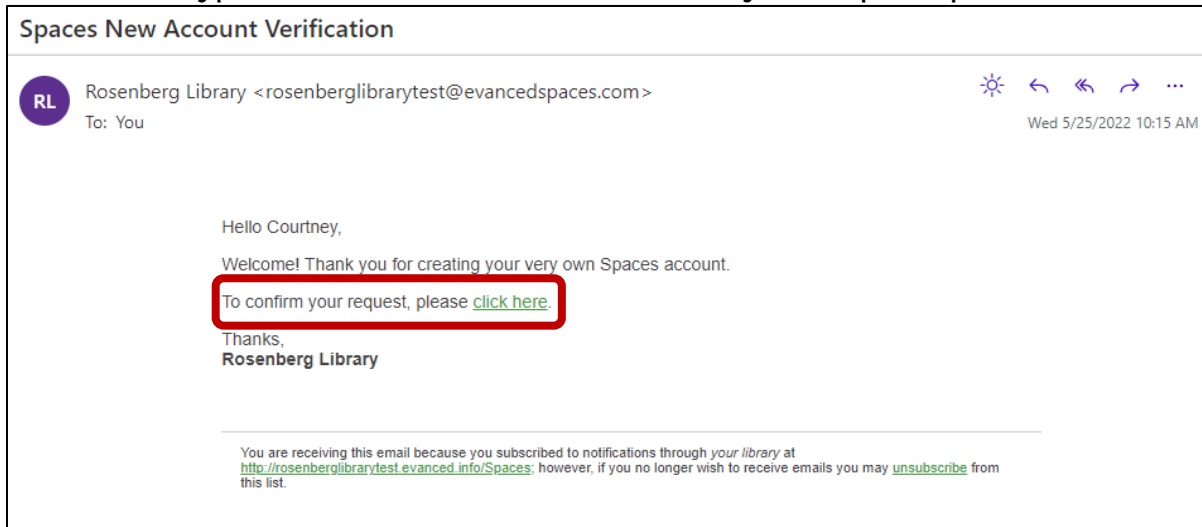 Spaces New Account Verification
RL
Rosenberg Library <rosenberglibrarytest@evancedspaces.com>
To: You
Wed 5/25/2022 10:15 AM
Hello Courtney,
Welcome! Thank you for creating your very own Spaces account.
To confirm your request, please click here.
Thanks,
Rosenberg Library
You are receiving this email because you subscribed to notifications through your library at
http://rosenberglibrarytest.evanced.info/Spaces; however, if you no longer wish to receive emails you may unsubscribe from
this list.